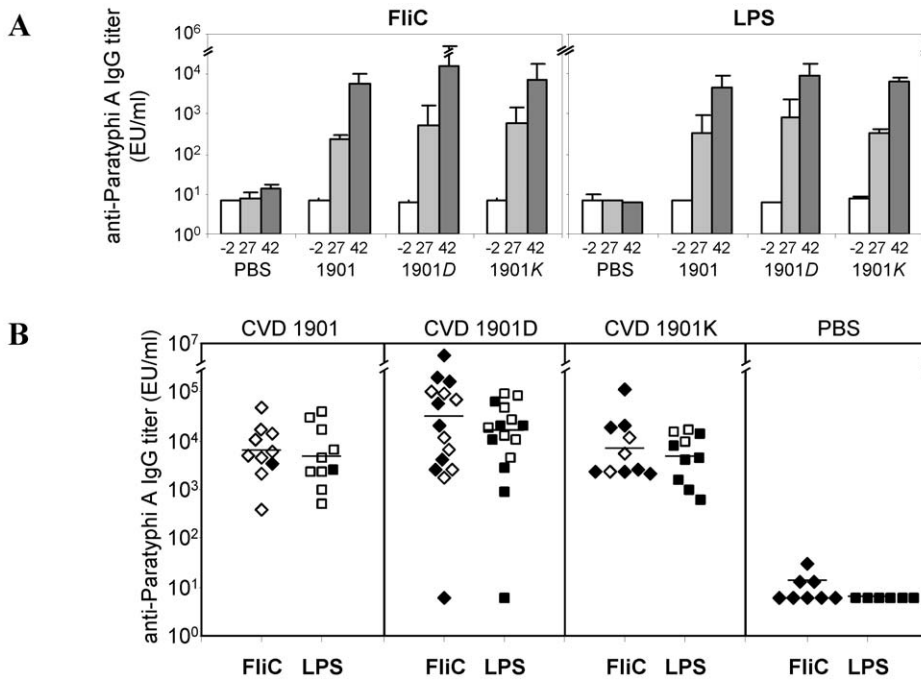 A
FliC
LPS
anti-Paratyphi A IgG titer
(EU/ml)
10^6
10^4
10^3
10^2
10^1
10^0
-2 27 42 -2 27 42 -2 27 42 -2 27 42 -2 27 42 -2 27 42 -2 27 42 -2 27 42
PBS 1901 1901D 1901K PBS 1901 1901D 1901K
B
CVD 1901 CVD 1901D CVD 1901K PBS
anti-Paratyphi A IgG titer (EU/ml)
10^7
10^5
10^4
10^3
10^2
10^1
10^0
FliC LPS FliC LPS FliC LPS FliC LPS